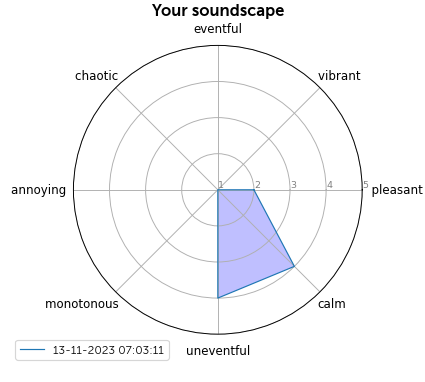 Your soundscape
eventful
chaotic
vibrant
annoying
1 2 3 4 5
pleasant
monotonous
calm
uneventful
13-11-2023 07:03:11